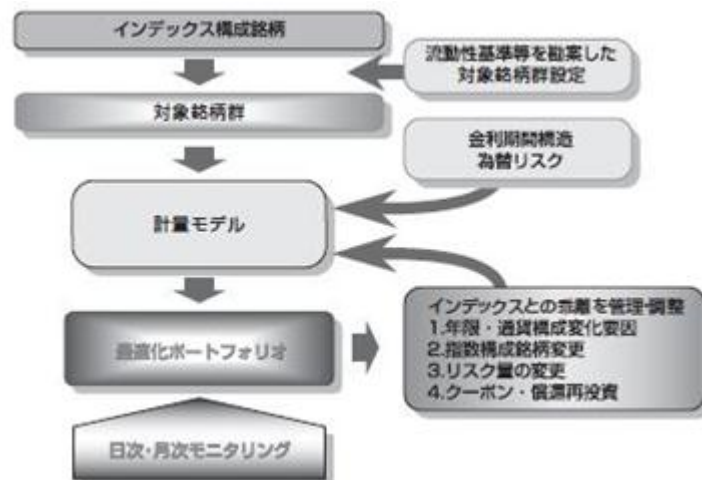 インデックス構成銘柄
流動性基準等を勘案した
対象銘柄群設定
対象銘柄群
金利期間構造
為替リスク
計量モデル
インデックスとの乖離を管理・調整
1.年限・通貨構成変化要因
2.指数構成銘柄変更
3.リスク量の変更
4.クーポン・償還再投資
最適化ポートフォリオ
日次・月次モニタリング